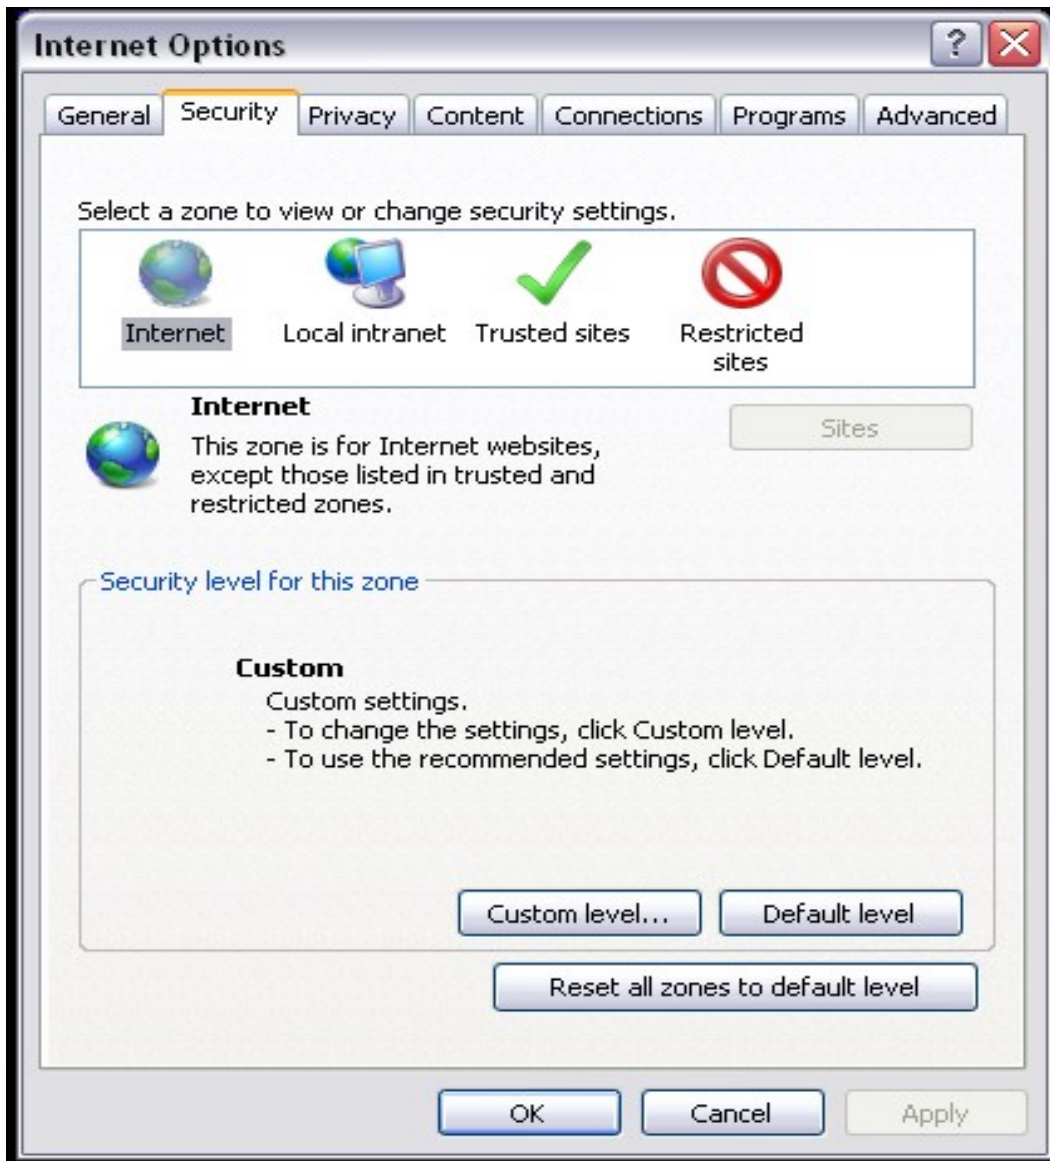 Internet Options
?
General Security Privacy Content Connections Programs Advanced
Select a zone to view or change security settings.
Internet Local intranet Trusted sites Restricted
sites
Internet
Sites
This zone is for Internet websites,
except those listed in trusted and
restricted zones.
Security level for this zone
Custom
Custom settings.
- To change the settings, click Custom level.
- To use the recommended settings, click Default level.
Custom level... Default level
Reset all zones to default level
OK Cancel Apply